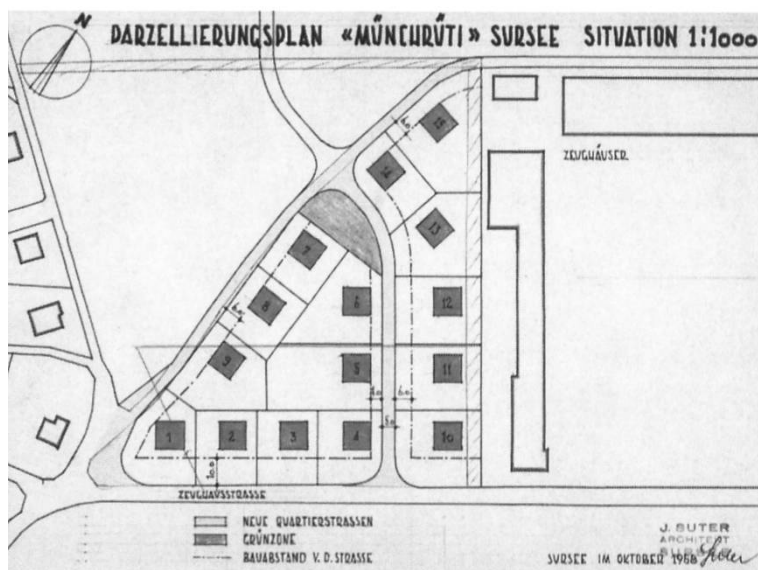 N
PARZELLIERUNGSPLAN «MÜNCHRÜTI» SURSEE SITUATION 1:1000
ZEUGHÄUSER
15
14
13
7
8
6
12
9
5
11
1
2
3
4
10
ZEUGHAUSSTRASSE
NEUE QUARTIERSTRASSEN
GRÜNZONE
BAUABSTAND V. D. STRASSE
J. SUTER
ARCHITEKT
SURSEE
SURSEE IM OKTOBER 1958